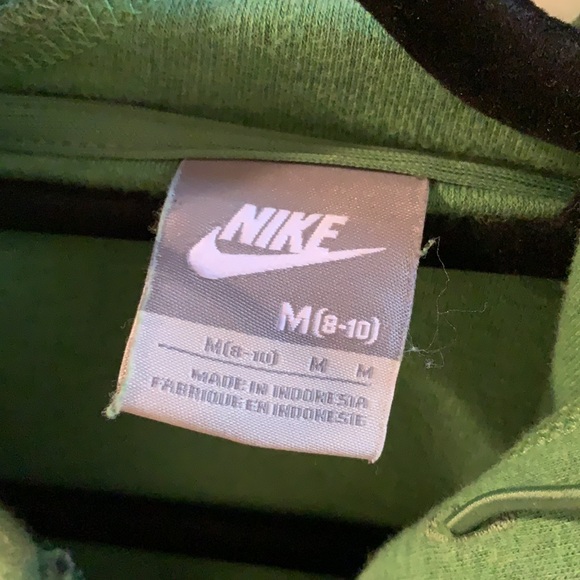 NIKE
M(8-10)
M(8-10) M M
MADE IN INDONESIA
FABRIQUE EN INDONESIE